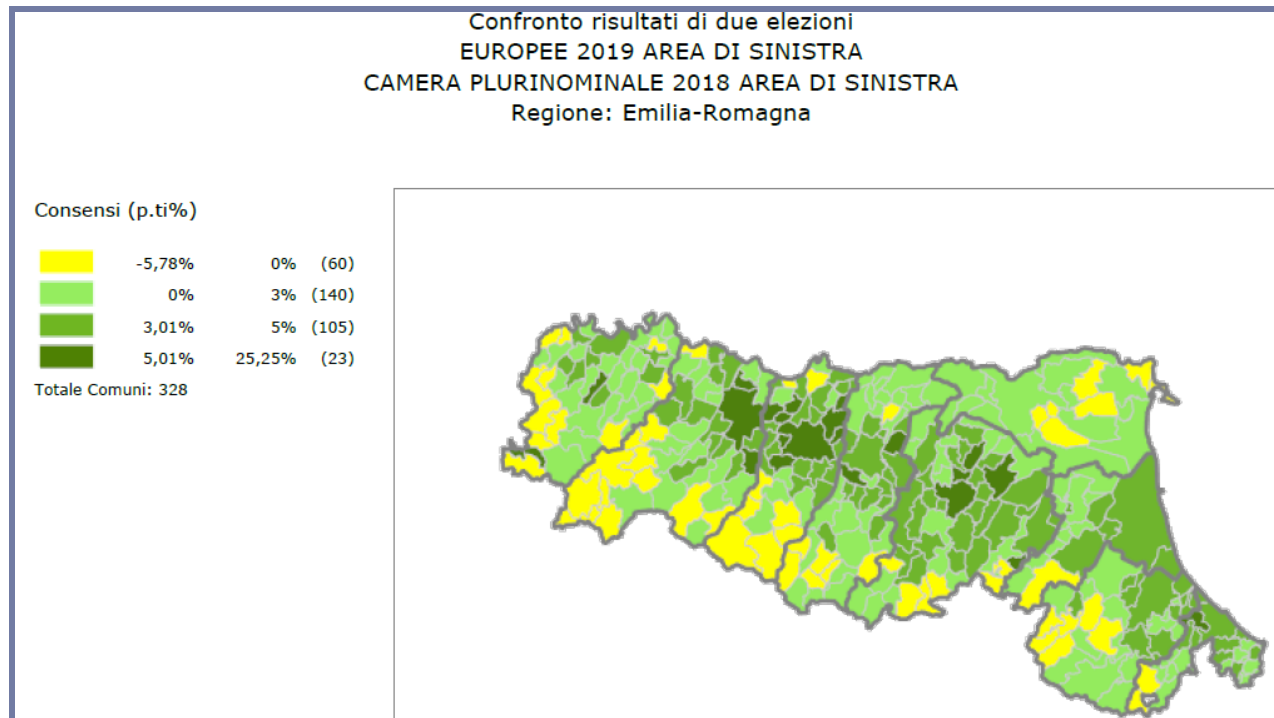 Confronto risultati di due elezioni
EUROPEE 2019 AREA DI SINISTRA
CAMERA PLURINOMINALE 2018 AREA DI SINISTRA
Regione: Emilia-Romagna
Consensi (p.ti%)
-5,78% 0% (60)
0% 3% (140)
3,01% 5% (105)
5,01% 25,25% (23)
Totale Comuni: 328